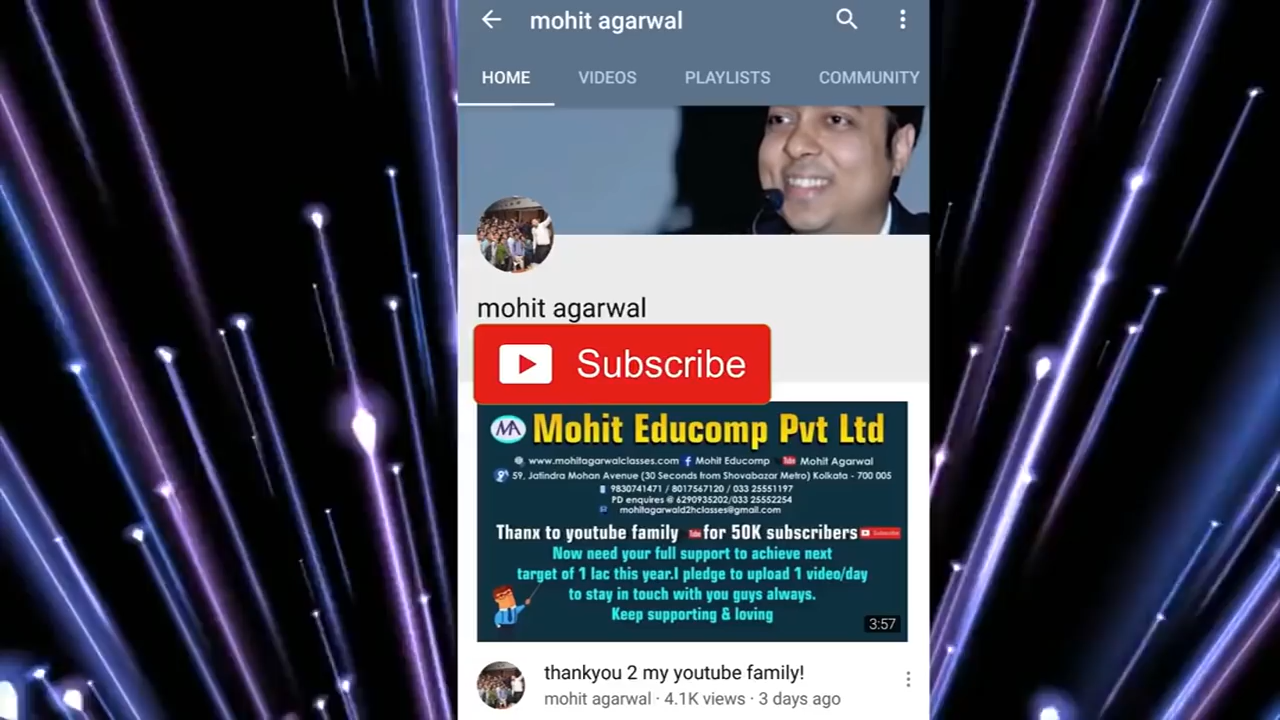 mohit agarwal
HOME VIDEOS PLAYLISTS COMMUNITY
mohit agarwal
Subscribe
MA Mohit Educomp Pvt Ltd
www.mohitagarwalclasses.com f Mohit Educomp Tube Mohit Agarwal
59, Jatindra Mohan Avenue (30 Seconds from Shovabazar Metro) Kolkata - 700 005
9830741471 / 8017567120 / 033 25551197
PD enquires @ 6290935202/033 25552254
mohitagarwald2hclasses@gmail.com
Thanx to youtube family Tube for 50K subscribers Subscribe
Now need your full support to achieve next
target of 1 lac this year.I pledge to upload 1 video/day
to stay in touch with you guys always.
Keep supporting & loving
3:57
thankyou 2 my youtube family!
mohit agarwal · 4.1K views · 3 days ago